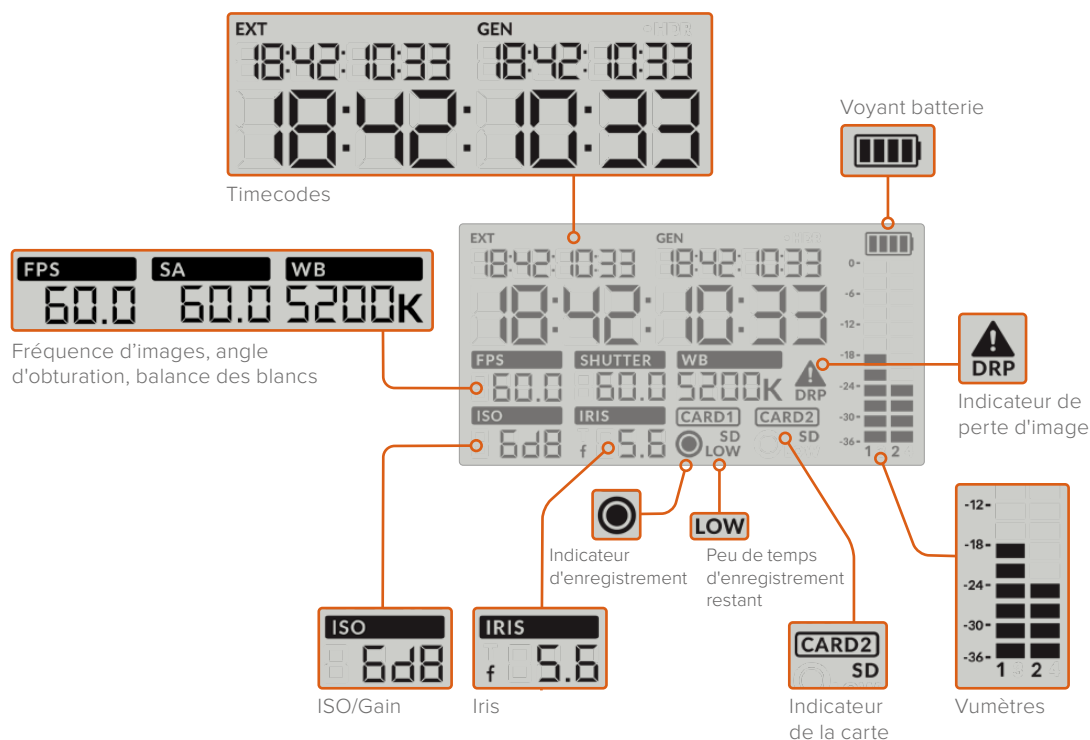 EXT GEN
18:42:10:33 18:42:10:33
18:42:10:33
Timecodes
Voyant batterie
FPS SA WB
60.0 60.0 5200K
Fréquence d'images, angle
d'obturation, balance des blancs
EXT GEN
18:42:10:33 18:42:10:33
18:42:10:33
FPS SHUTTER WB
60.0 60.0 5200K
DRP
ISO IRIS CARD1 CARD2
6dB f 5.6 SD SD
LOW
0-
-6-
-12-
-18-
-24-
-30-
-36-
1 2
DRP
Indicateur de
perte d'image
Indicateur
d'enregistrement
LOW
Peu de temps
d'enregistrement
restant
-12-
-18-
-24-
-30-
-36-
1 2
Vumètres
ISO
6dB
ISO/Gain
IRIS
f 5.6
Iris
CARD2
SD
Indicateur
de la carte